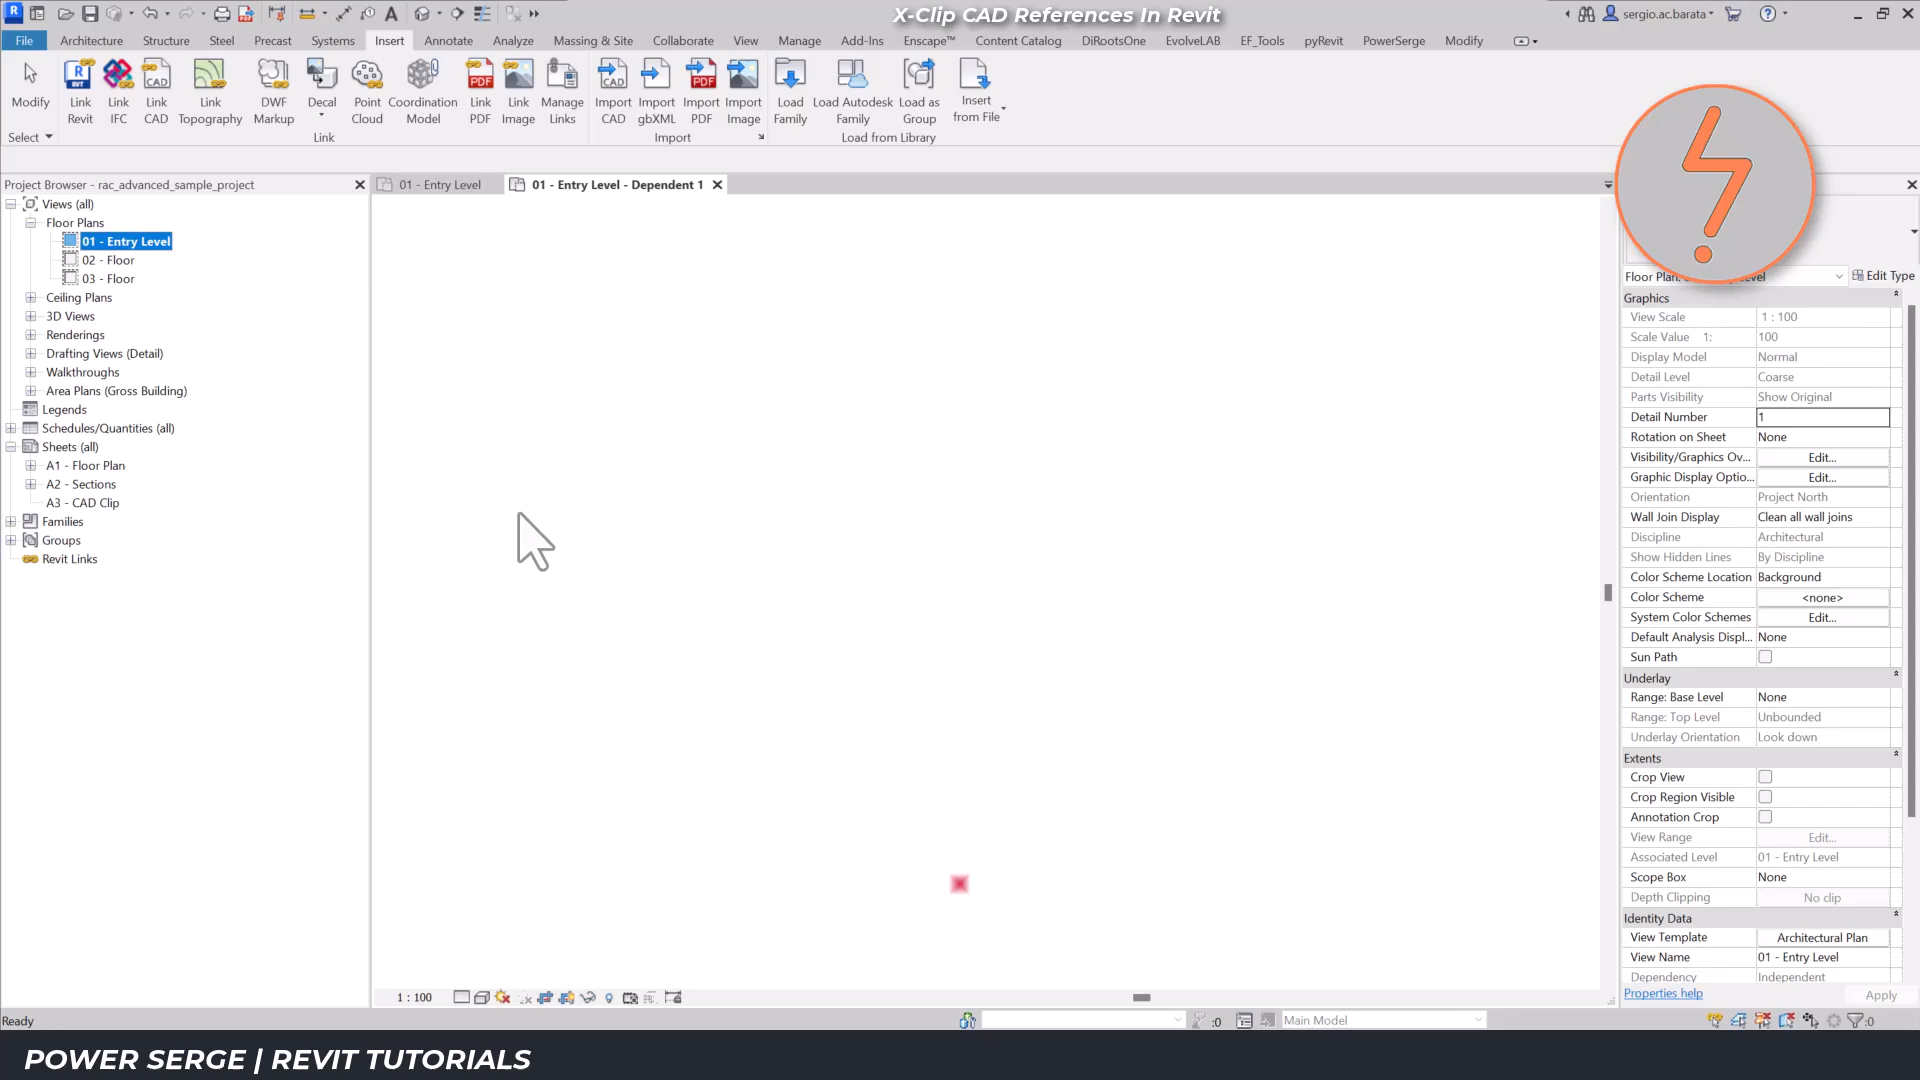 X-Clip CAD References In Revit
sergio.ac.barata
File Architecture Structure Steel Precast Systems Insert Annotate Analyze Massing & Site Collaborate View Manage Add-Ins Enscape™ Content Catalog DiRootsOne EvolveLAB EF_Tools pyRevit PowerSerge Modify
Modify
Link Revit
Link IFC
Link CAD
Link Topography
DWF Markup
Decal
Point Cloud
Coordination Model
Link PDF
Link Image
Manage Links
Import CAD
Import gbXML
Import PDF
Import Image
Load Family
Load Autodesk Family
Load as Group
Insert from File
Select Link Import Load from Library
Project Browser - rac_advanced_sample_project
01 - Entry Level
01 - Entry Level - Dependent 1
Views (all)
Floor Plans
01 - Entry Level
02 - Floor
03 - Floor
Ceiling Plans
3D Views
Renderings
Drafting Views (Detail)
Walkthroughs
Area Plans (Gross Building)
Legends
Schedules/Quantities (all)
Sheets (all)
A1 - Floor Plan
A2 - Sections
A3 - CAD Clip
Families
Groups
Revit Links
Edit Type
Graphics
View Scale 1 : 100
Scale Value 1: 100
Display Model Normal
Detail Level Coarse
Parts Visibility Show Original
Detail Number 1
Rotation on Sheet None
Visibility/Graphics Ov... Edit...
Graphic Display Optio... Edit...
Orientation Project North
Wall Join Display Clean all wall joins
Discipline Architectural
Show Hidden Lines By Discipline
Color Scheme Location Background
Color Scheme <none>
System Color Schemes Edit...
Default Analysis Displ... None
Sun Path
Underlay
Range: Base Level None
Range: Top Level Unbounded
Underlay Orientation Look down
Extents
Crop View
Crop Region Visible
Annotation Crop
View Range Edit...
Associated Level 01 - Entry Level
Scope Box None
Depth Clipping No clip
Identity Data
View Template Architectural Plan
View Name 01 - Entry Level
Dependency Independent
Properties help Apply
1 : 100
Ready
:0
Main Model
:0
POWER SERGE | REVIT TUTORIALS